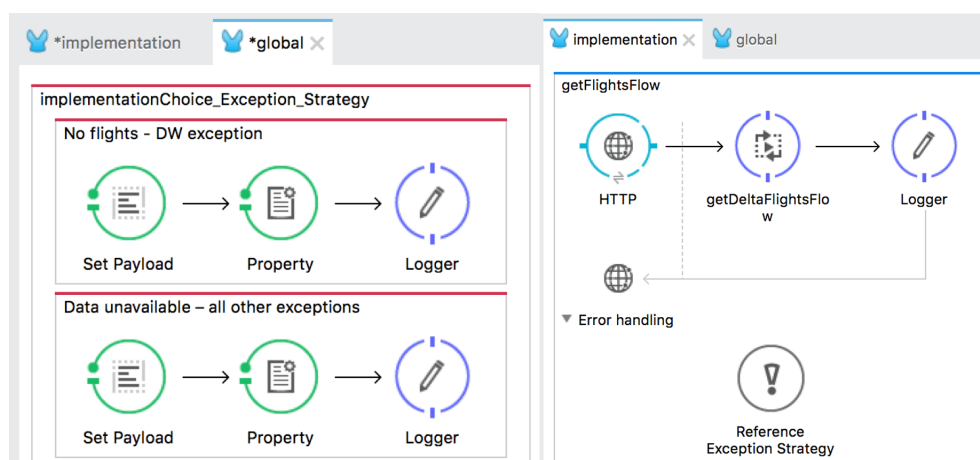 *implementation
*global
implementationChoice_Exception_Strategy
No flights - DW exception
Set Payload
Property
Logger
Data unavailable – all other exceptions
Set Payload
Property
Logger
implementation
global
getFlightsFlow
HTTP
getDeltaFlightsFlo
w
Logger
Error handling
Reference
Exception Strategy